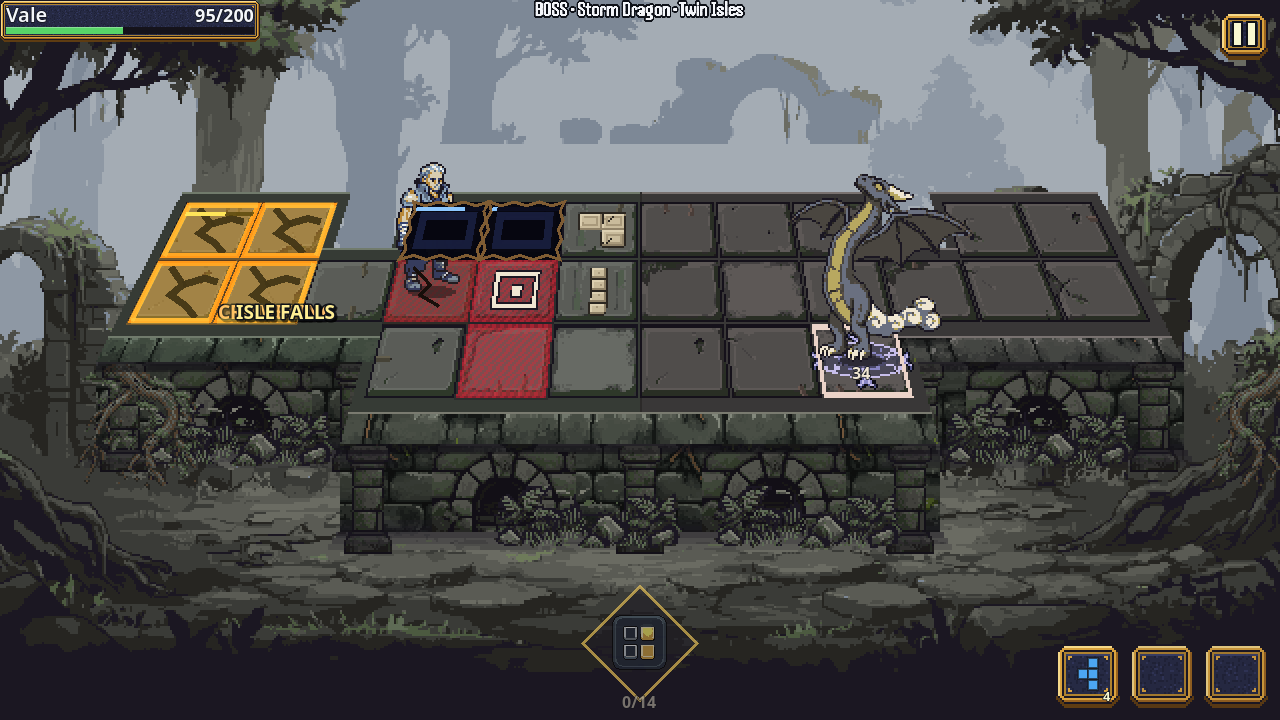 Vale 95/200
BOSS · Storm Dragon · Twin Isles
ISLE FALLS
34
0/14
4